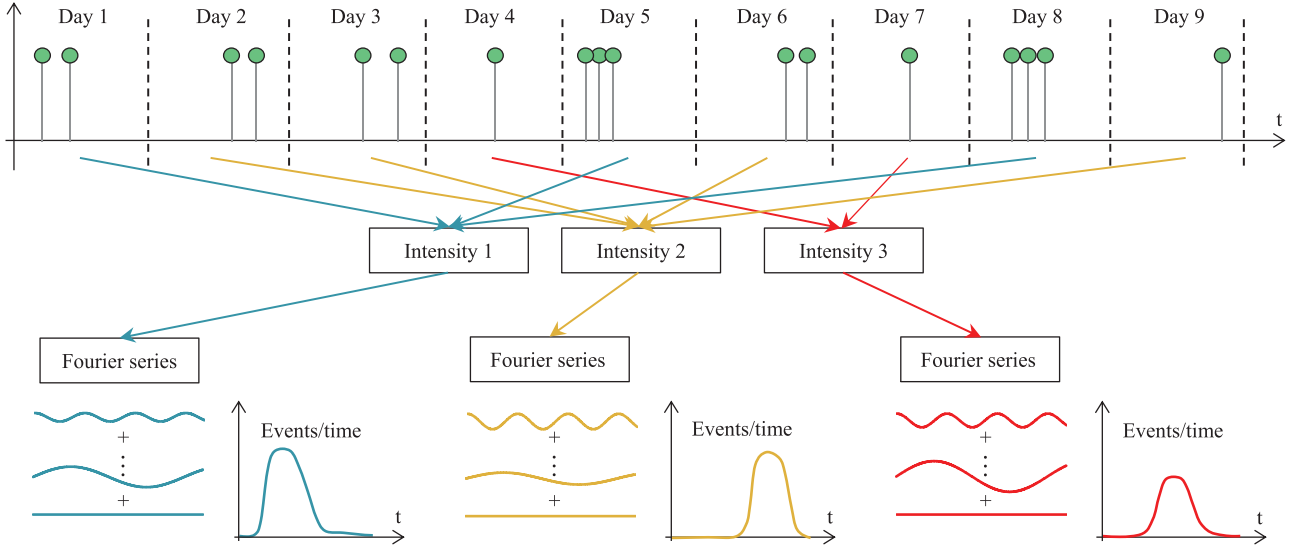 Day 1 Day 2 Day 3 Day 4 Day 5 Day 6 Day 7 Day 8 Day 9
t
Intensity 1 Intensity 2 Intensity 3
Fourier series Fourier series Fourier series
Events/time Events/time Events/time
+ + +
⋮ ⋮ ⋮
+ + +
t t t